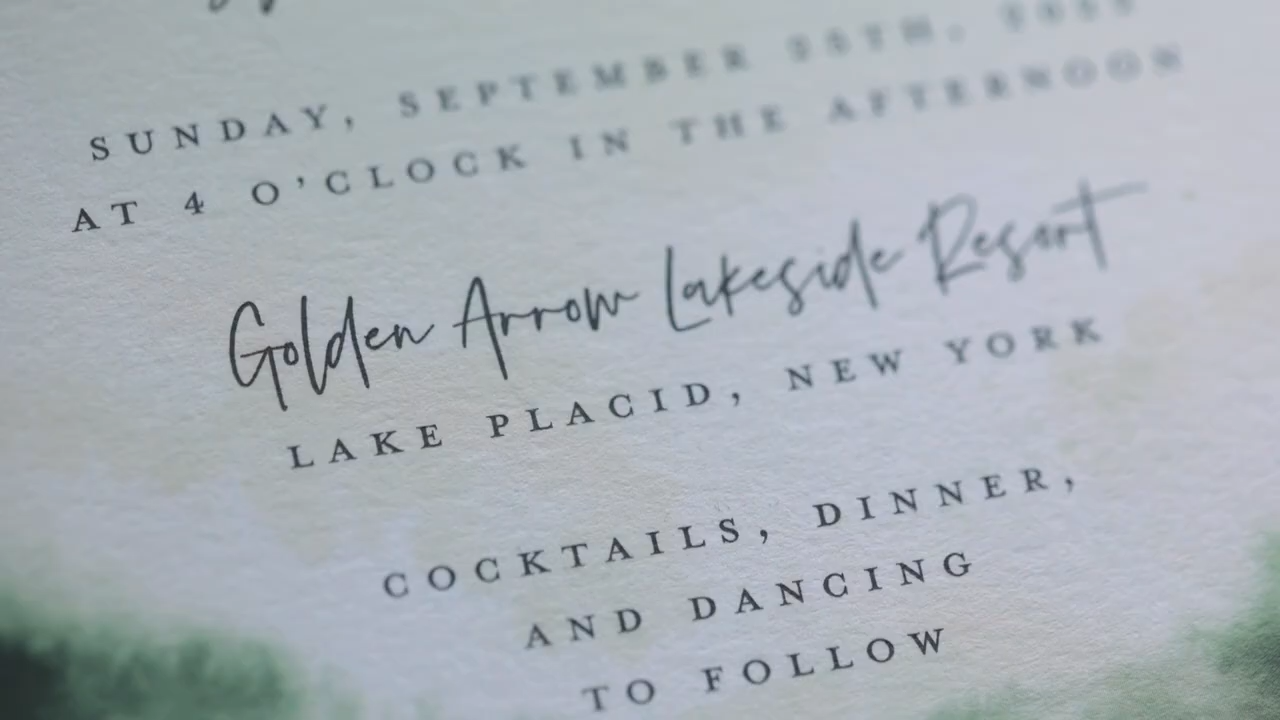 SUNDAY, SEPTEMBER 25TH,
AT 4 O'CLOCK IN THE AFTERNOON
Golden Arrow Lakeside Resort
LAKE PLACID, NEW YORK
COCKTAILS, DINNER,
AND DANCING
TO FOLLOW